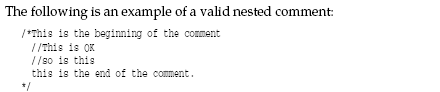 The following is an example of a valid nested comment:
/*This is the beginning of the comment
//This is OK
//so is this
this is the end of the comment.
*/